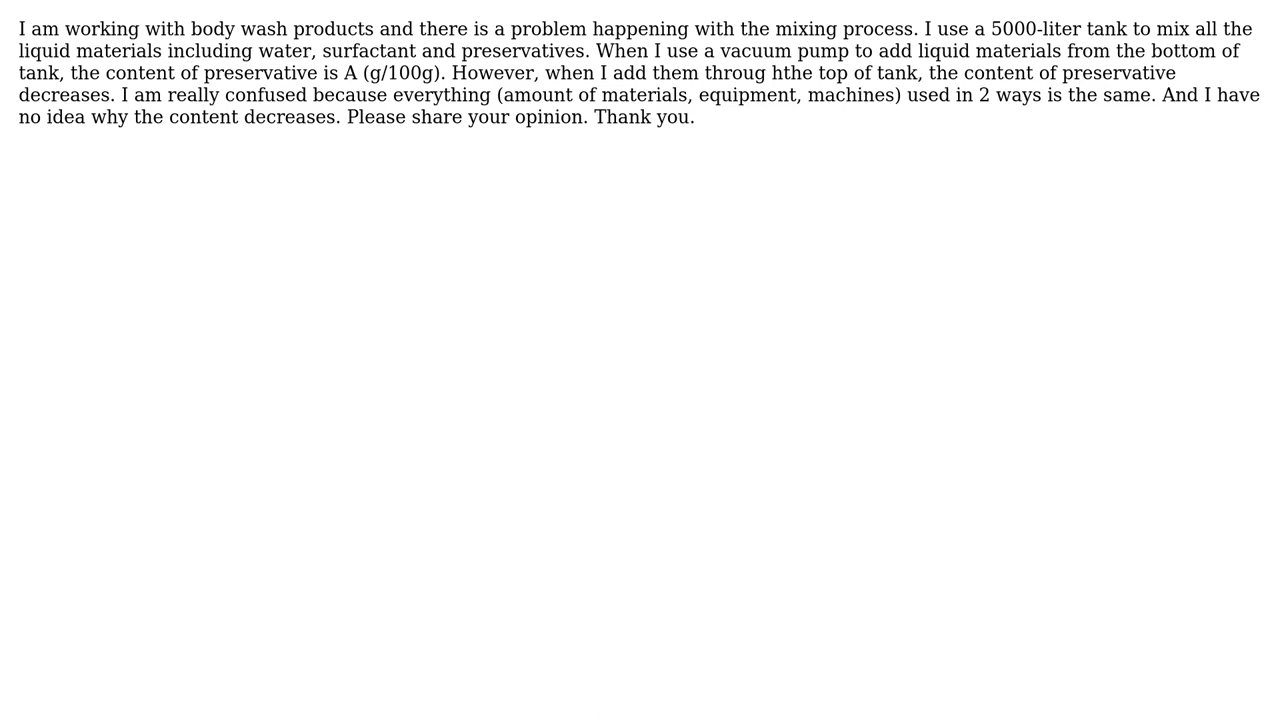 I am working with body wash products and there is a problem happening with the mixing process. I use a 5000-liter tank to mix all the
liquid materials including water, surfactant and preservatives. When I use a vacuum pump to add liquid materials from the bottom of
tank, the content of preservative is A (g/100g). However, when I add them throug hthe top of tank, the content of preservative
decreases. I am really confused because everything (amount of materials, equipment, machines) used in 2 ways is the same. And I have
no idea why the content decreases. Please share your opinion. Thank you.